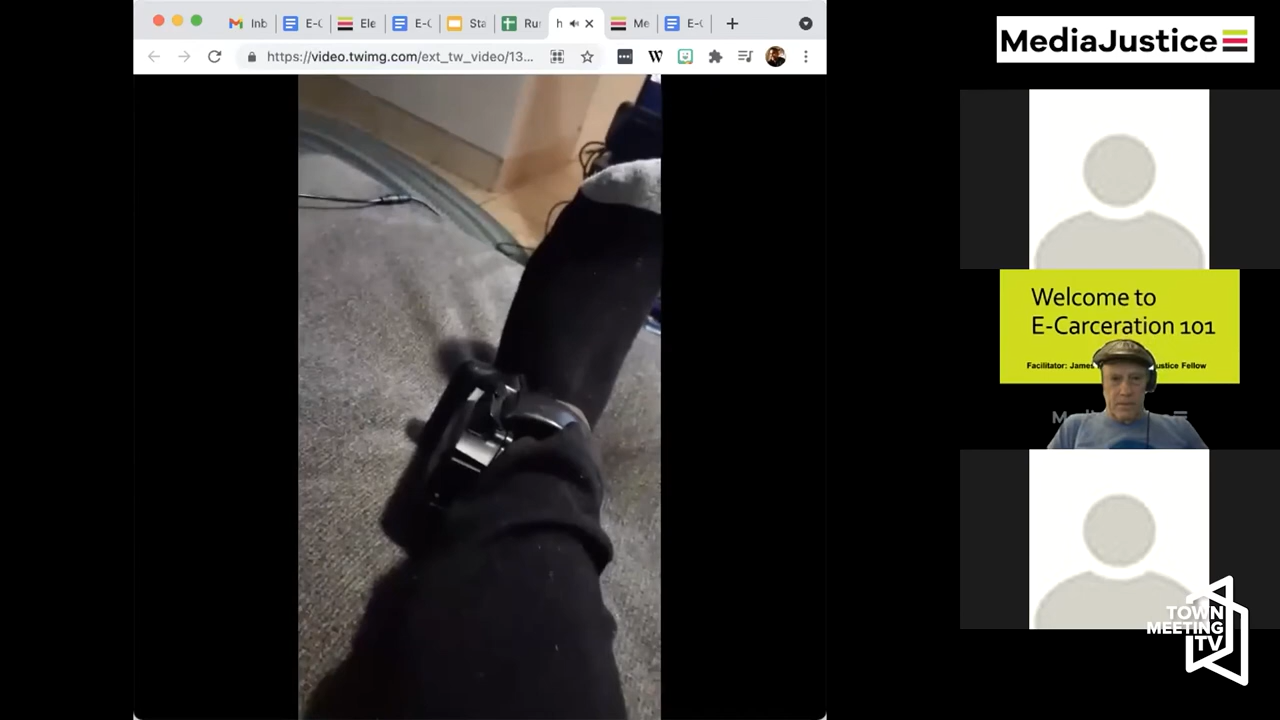 Inb
E-C
Ele
E-C
Sta
Ru
h
Me
E-C
https://video.twimg.com/ext_tw_video/13...
W
MediaJustice
Welcome to
E-Carceration 101
Facilitator: James
ustice Fellow
TOWN
MEETING
TV